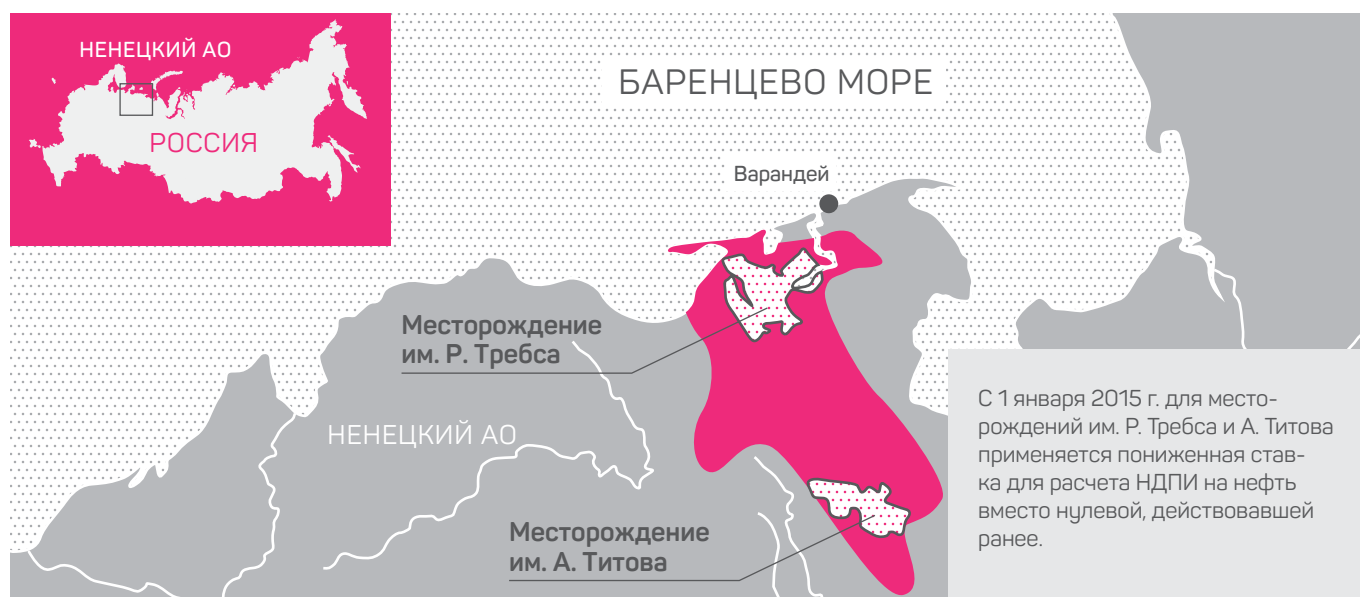 НЕНЕЦКИЙ АО
РОССИЯ
БАРЕНЦЕВО МОРЕ
Варандей
Месторождение
им. Р. Требса
НЕНЕЦКИЙ АО
Месторождение
им. А. Титова
С 1 января 2015 г. для место-
рождений им. Р. Требса и А. Титова
применяется пониженная став-
ка для расчета НДПИ на нефть
вместо нулевой, действовавшей
ранее.